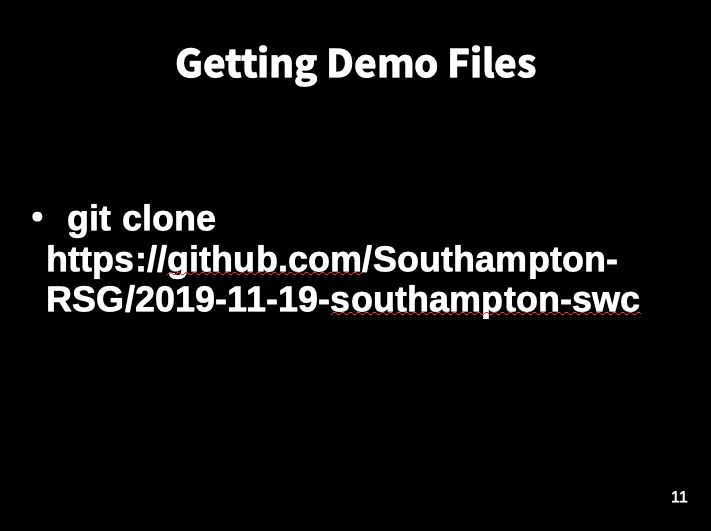 Getting Demo Files
• git clone
https://github.com/Southampton-
RSG/2019-11-19-southampton-swc
11